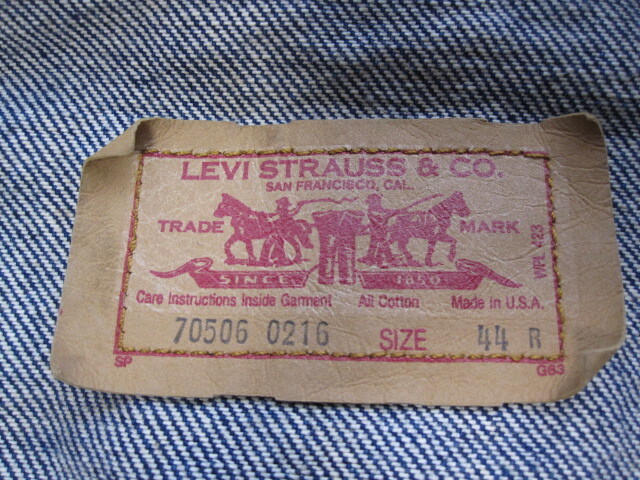 LEVI STRAUSS & CO.
SAN FRANCISCO, CAL.
TRADE MARK
SINCE 1850
WPL 423
Care Instructions Inside Garment All Cotton Made in U.S.A.
70506 0216 SIZE 44 R
SP G63